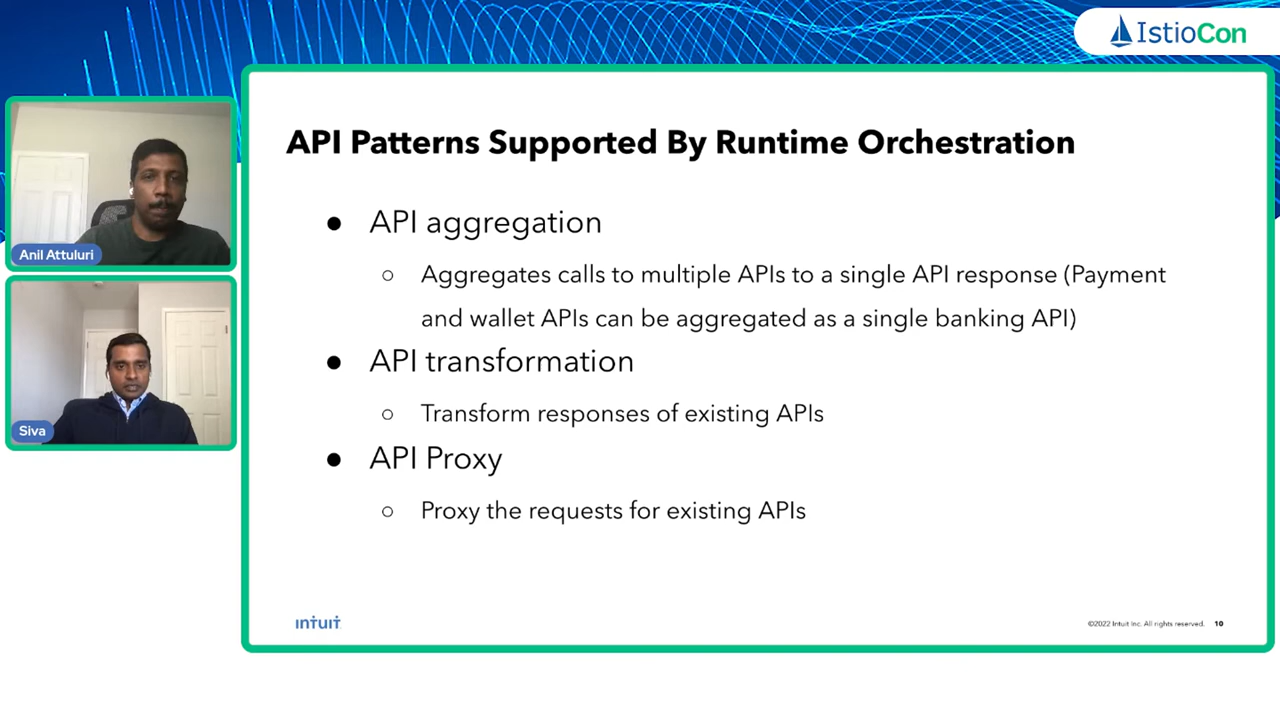 IstioCon
API Patterns Supported By Runtime Orchestration
● API aggregation
○ Aggregates calls to multiple APIs to a single API response (Payment
and wallet APIs can be aggregated as a single banking API)
● API transformation
○ Transform responses of existing APIs
● API Proxy
○ Proxy the requests for existing APIs
Anil Attuluri
Siva
INTUIT
©2022 Intuit Inc. All rights reserved. 10